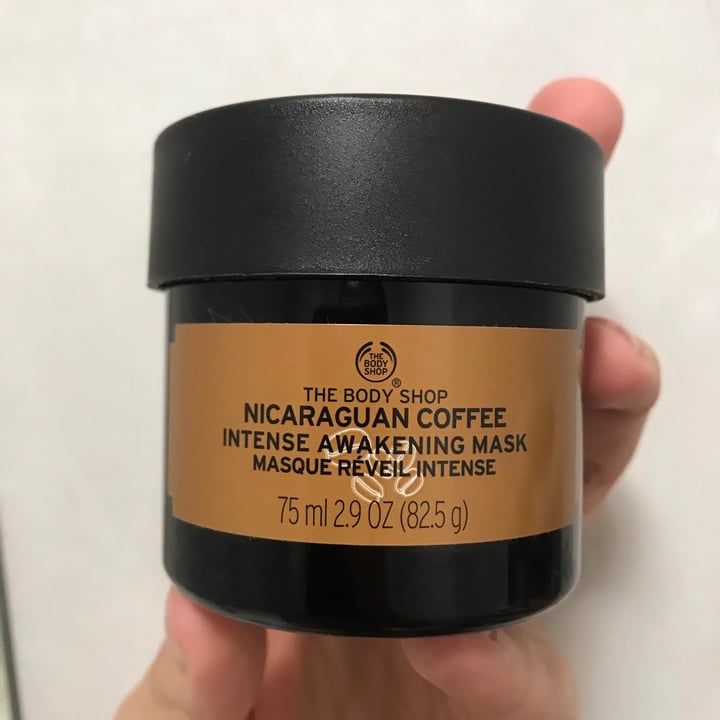 THE
BODY
SHOP
®
THE BODY SHOP
NICARAGUAN COFFEE
INTENSE AWAKENING MASK
MASQUE RÉVEIL INTENSE
75 ml 2.9 OZ (82.5 g)